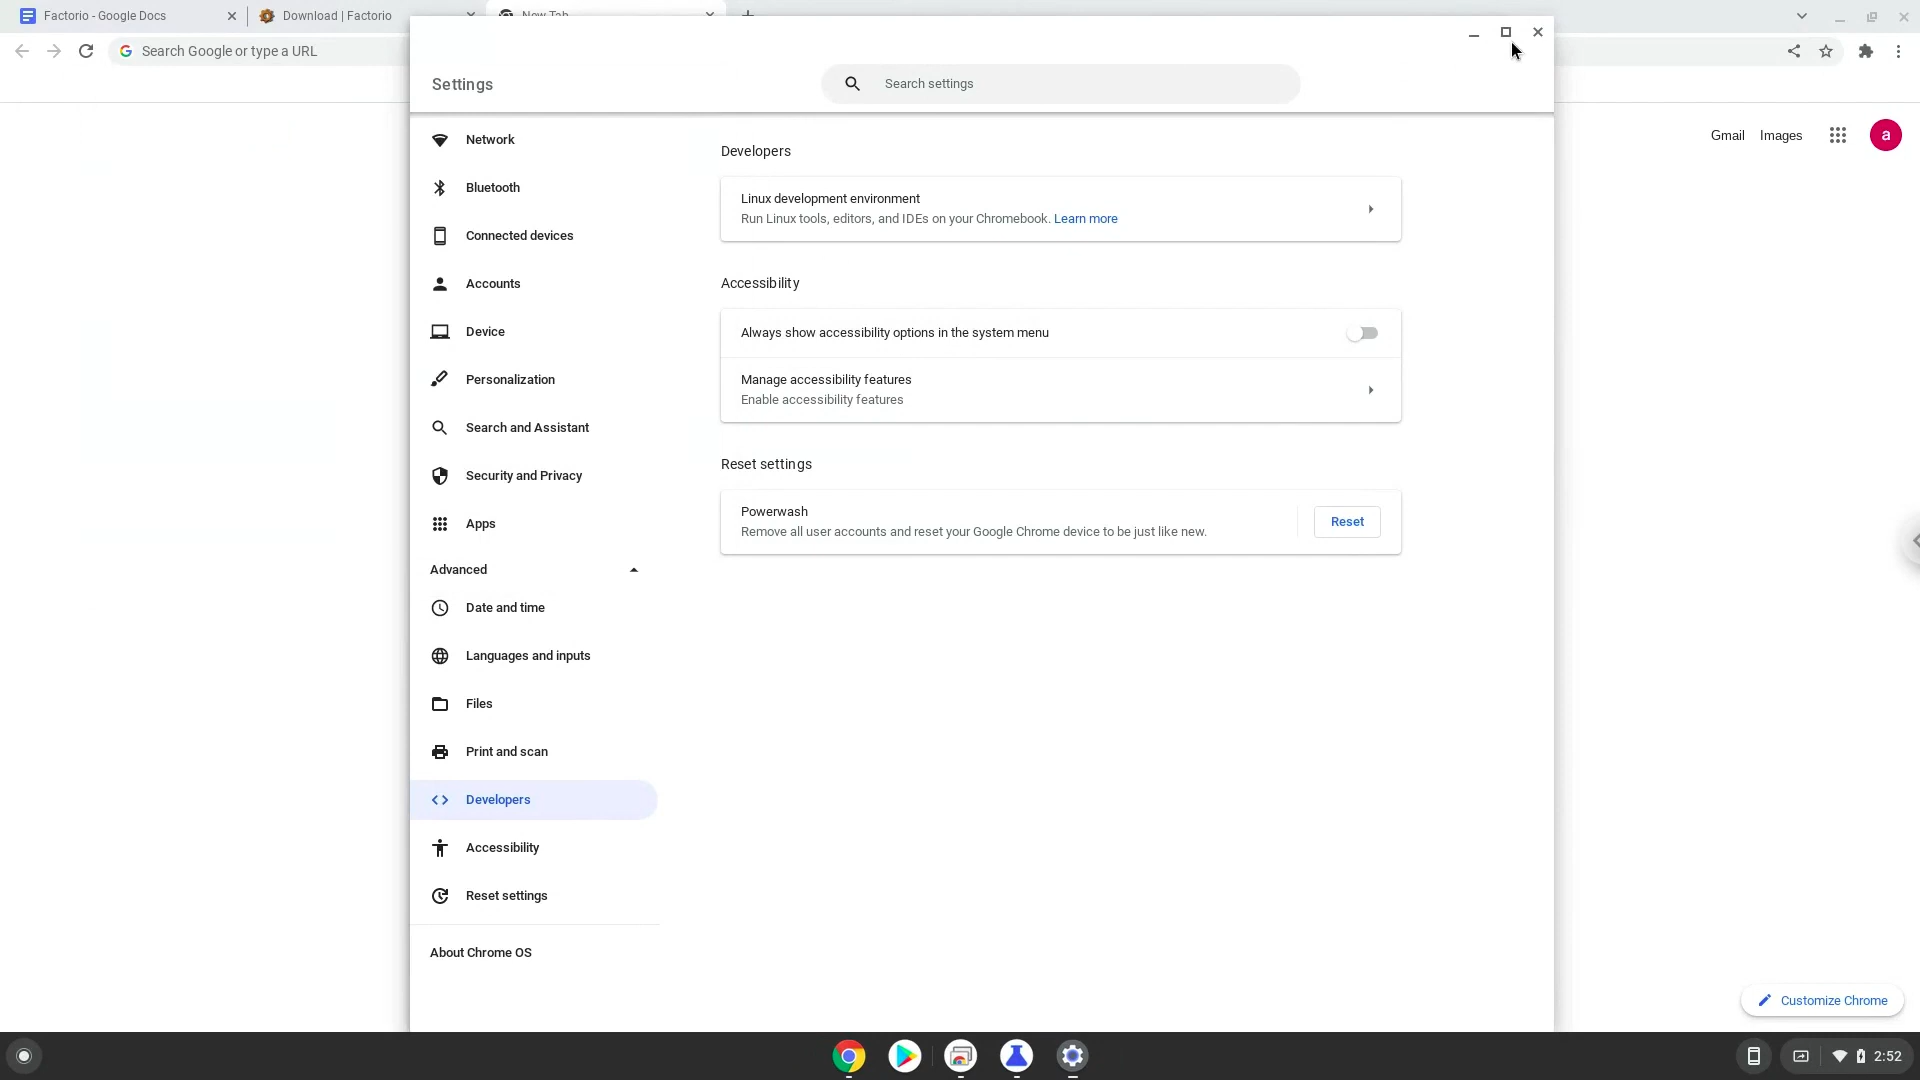 Factorio - Google Docs
Download | Factorio
New Tab
Search Google or type a URL
Settings
Search settings
Gmail
Images
a
Network
Bluetooth
Connected devices
Accounts
Device
Personalization
Search and Assistant
Security and Privacy
Apps
Advanced
Date and time
Languages and inputs
Files
Print and scan
Developers
Accessibility
Reset settings
About Chrome OS
Developers
Linux development environment
Run Linux tools, editors, and IDEs on your Chromebook. Learn more
Accessibility
Always show accessibility options in the system menu
Manage accessibility features
Enable accessibility features
Reset settings
Powerwash
Remove all user accounts and reset your Google Chrome device to be just like new.
Reset
Customize Chrome
2:52